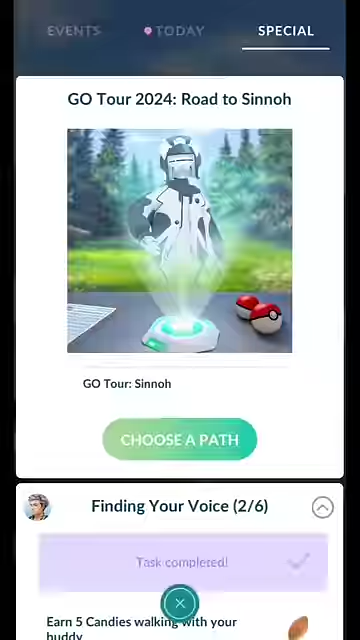 EVENTS
TODAY
SPECIAL
GO Tour 2024: Road to Sinnoh
GO Tour: Sinnoh
CHOOSE A PATH
Finding Your Voice (2/6)
Task completed!
Earn 5 Candies walking with your
buddy